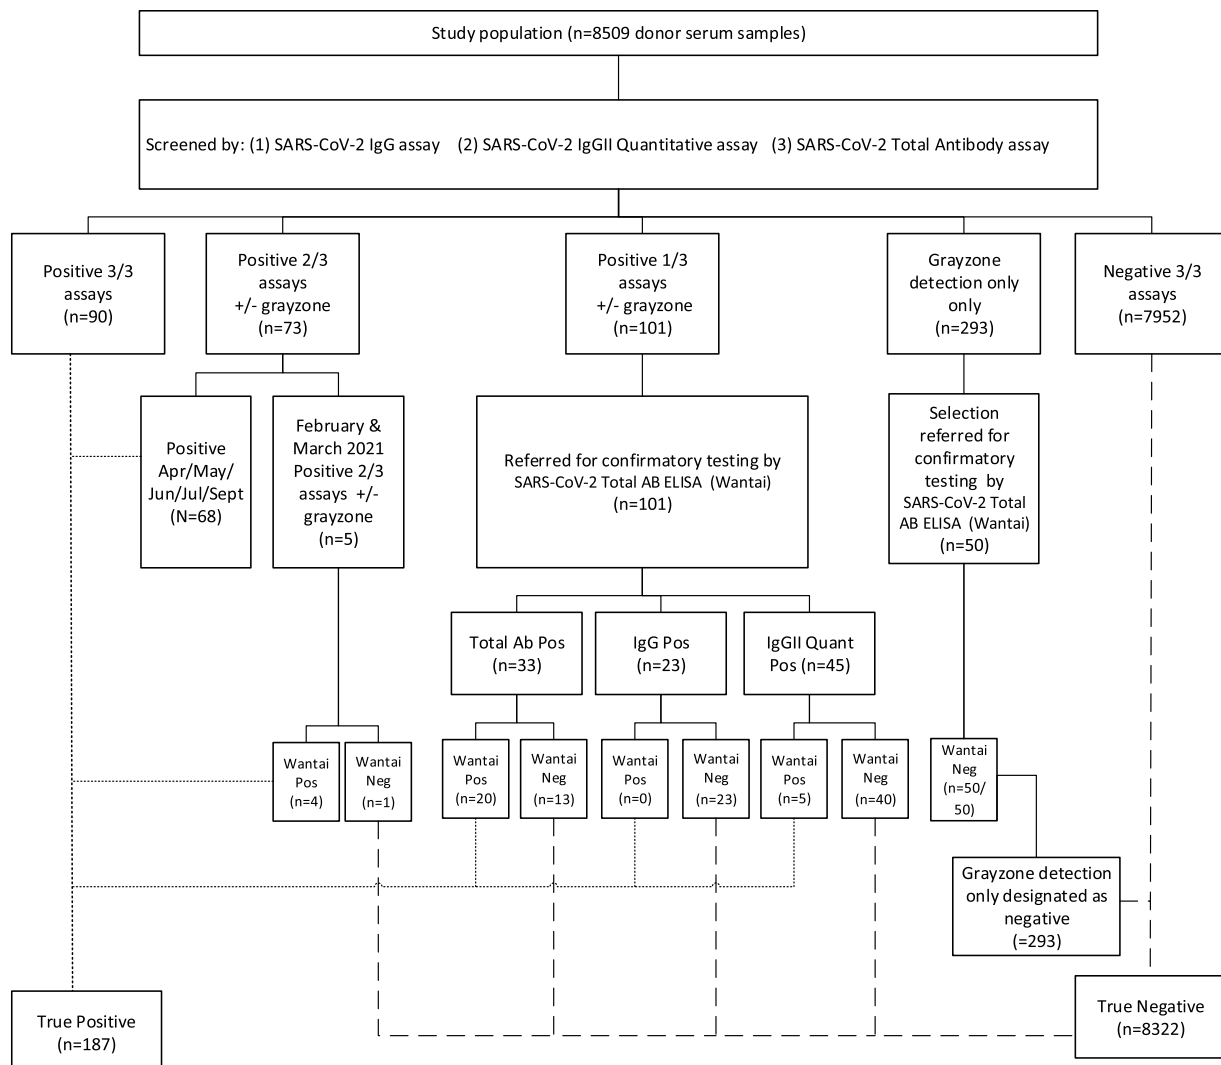 Study population (n=8509 donor serum samples)
Screened by: (1) SARS-CoV-2 IgG assay (2) SARS-CoV-2 IgGII Quantitative assay (3) SARS-CoV-2 Total Antibody assay
Positive 3/3
assays
(n=90)
Positive 2/3
assays
+/- grayzone
(n=73)
Positive 1/3
assays
+/- grayzone
(n=101)
Grayzone
detection only
only
(n=293)
Negative 3/3
assays
(n=7952)
Positive
Apr/May/
Jun/Jul/Sept
(N=68)
February &
March 2021
Positive 2/3
assays +/-
grayzone
(n=5)
Referred for confirmatory testing by
SARS-CoV-2 Total AB ELISA (Wantai)
(n=101)
Selection
referred for
confirmatory
testing by
SARS-CoV-2 Total
AB ELISA (Wantai)
(n=50)
Total Ab Pos
(n=33)
IgG Pos
(n=23)
IgGII Quant
Pos (n=45)
Wantai
Pos
(n=4)
Wantai
Neg
(n=1)
Wantai
Pos
(n=20)
Wantai
Neg
(n=13)
Wantai
Pos
(n=0)
Wantai
Neg
(n=23)
Wantai
Pos
(n=5)
Wantai
Neg
(n=40)
Wantai
Neg
(n=50/
50)
Grayzone detection
only designated as
negative
(=293)
True Positive
(n=187)
True Negative
(n=8322)